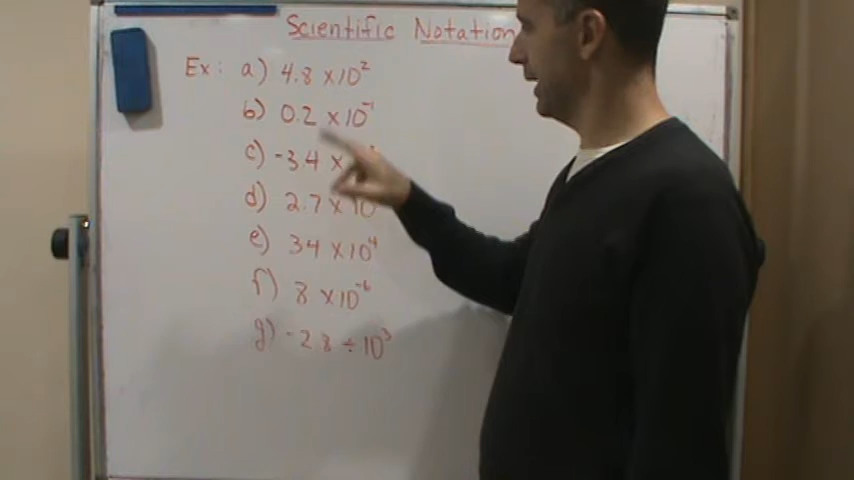 Scientific Notation
Ex: a) 4.8 x 10²
b) 0.2 x 10⁻¹
c) -3.4 x
d) 2.7 x 10
e) 34 x 10⁴
f) 8 x 10⁻⁶
g) -2.8 ÷ 10³